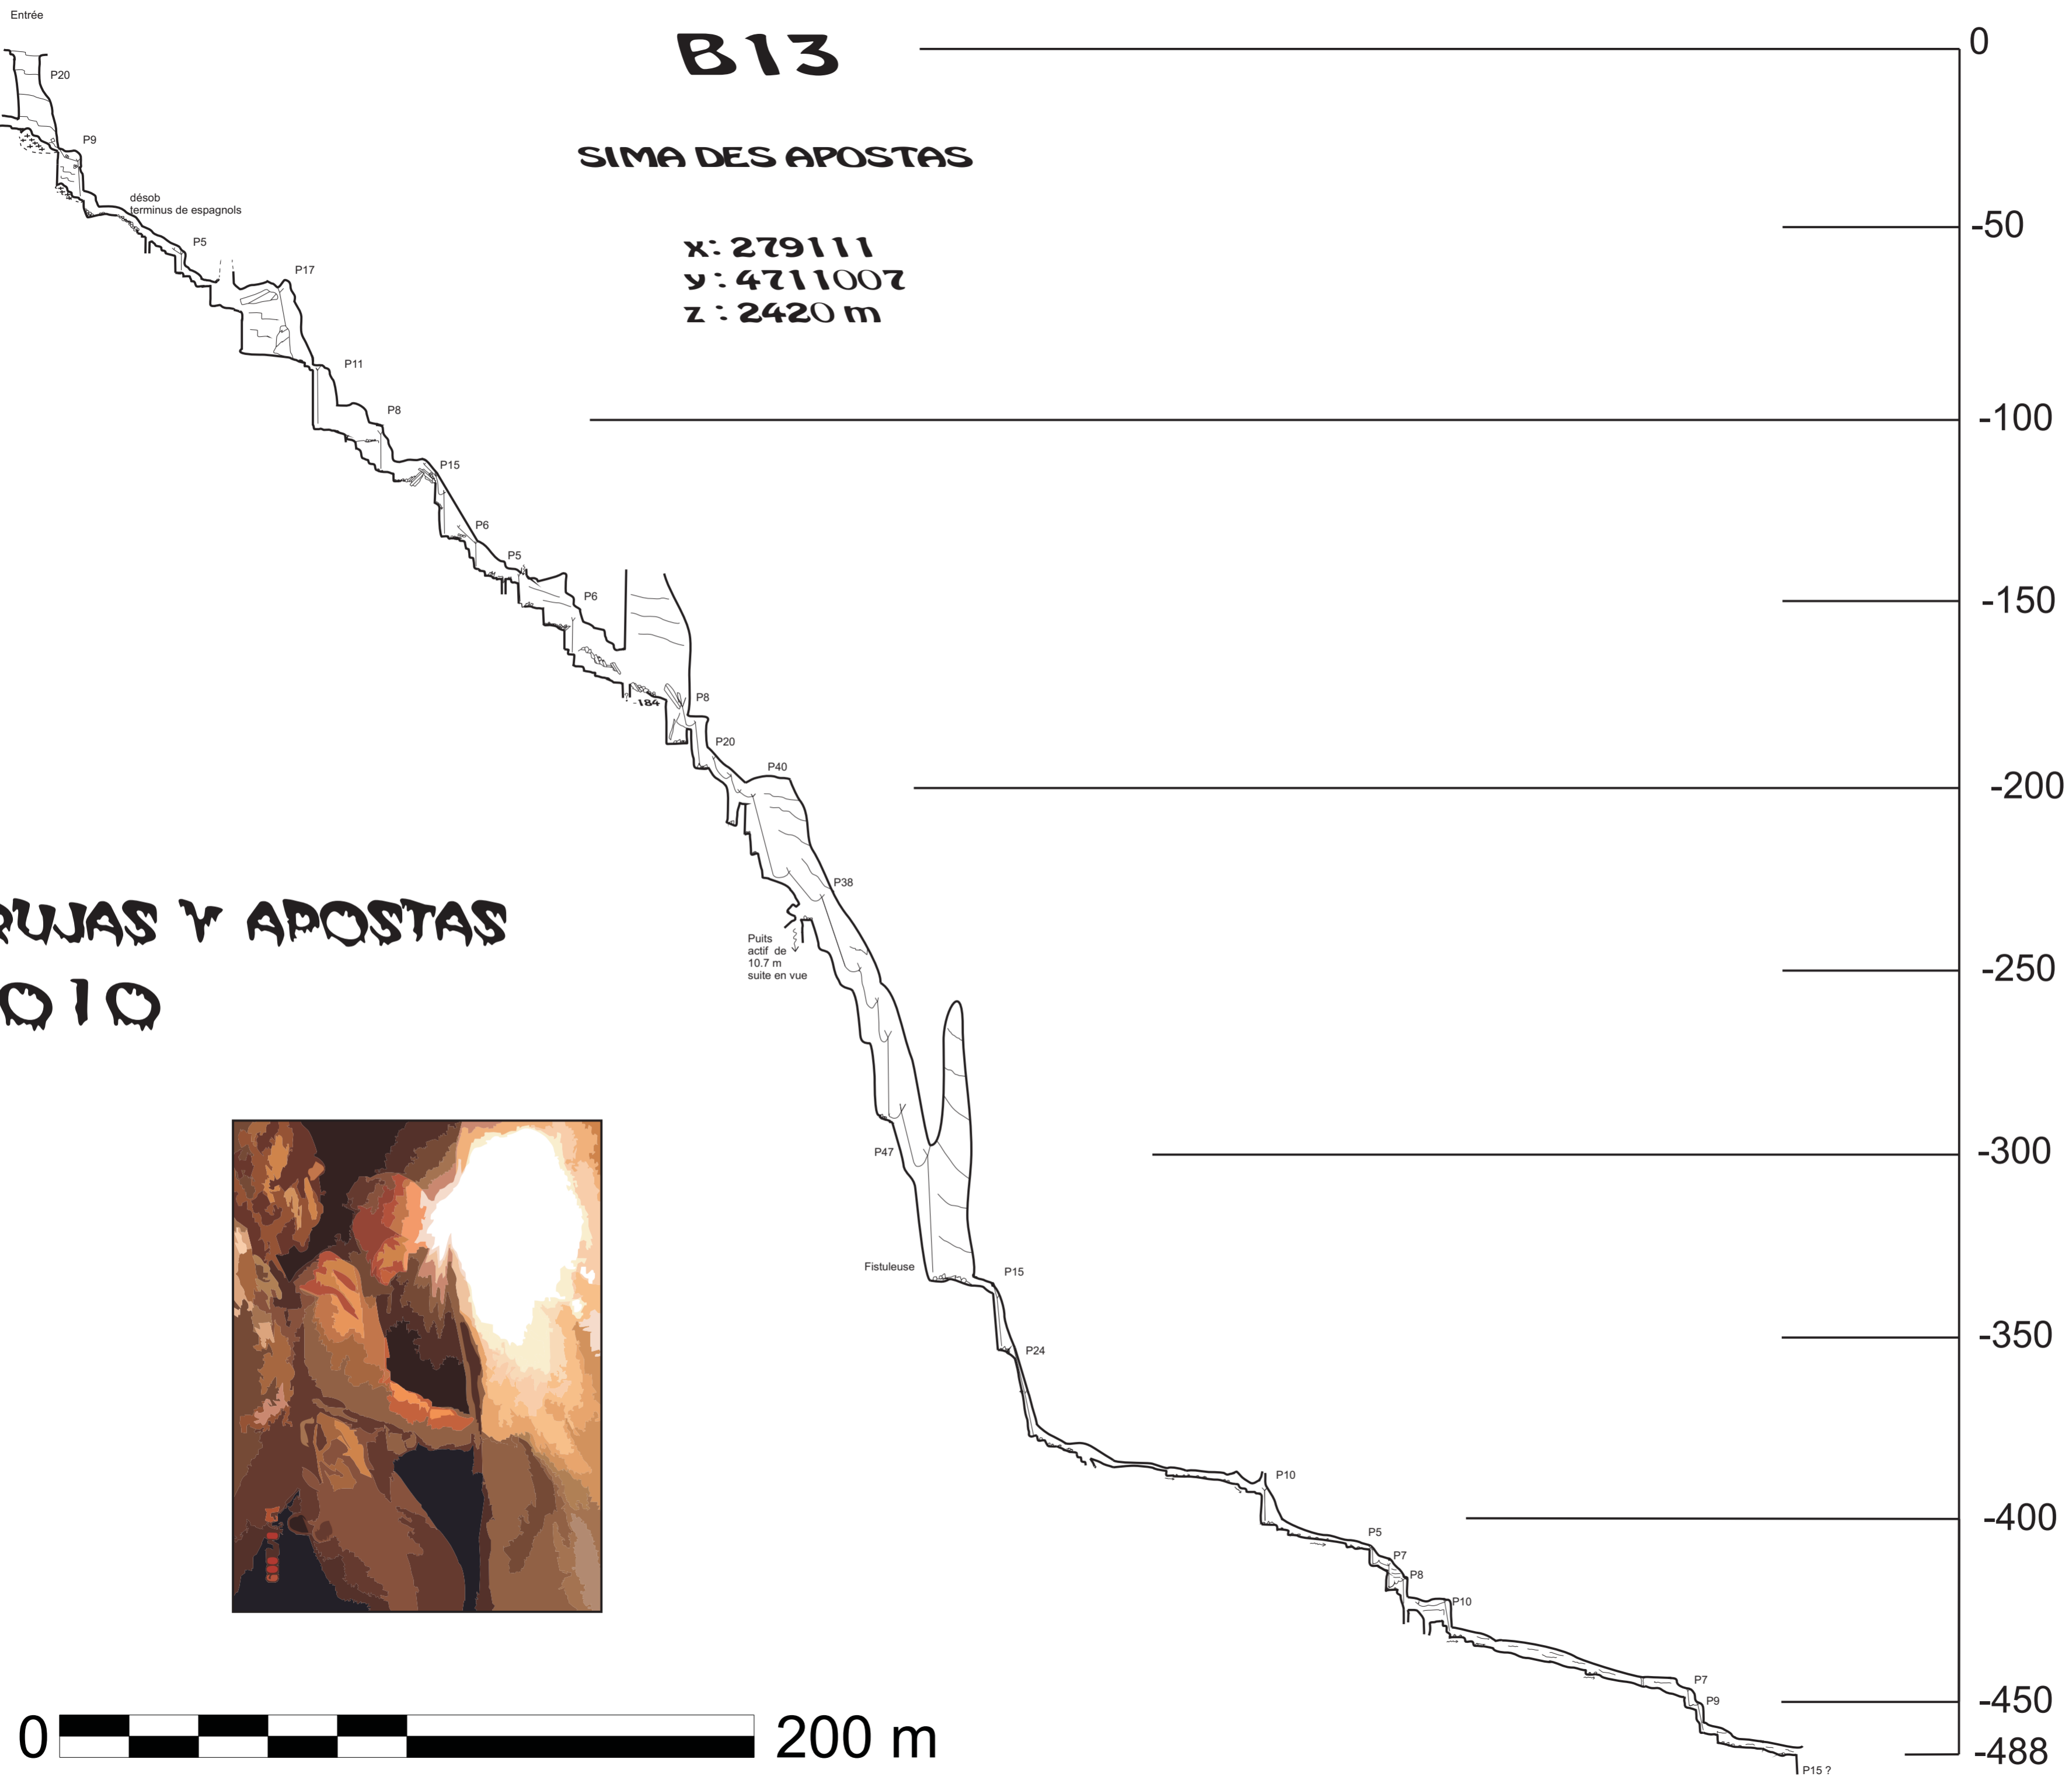 Entrée
B13
0
P20
P9
SIMA DES APOSTAS
désob
terminus de espagnols
-50
P5
x: 279111
y : 4711007
z : 2420 m
P17
P11
P8
-100
P15
P6
P5
P6
-150
P8
-184
P20
P40
-200
P38
RUJAS Y APOSTAS
Puits
actif de
10.7 m
suite en vue
-250
010
P47
-300
Fistuleuse
P15
-350
P24
P10
-400
P5
P7
P8
P10
P7
P9
-450
0
200 m
-488
P15 ?